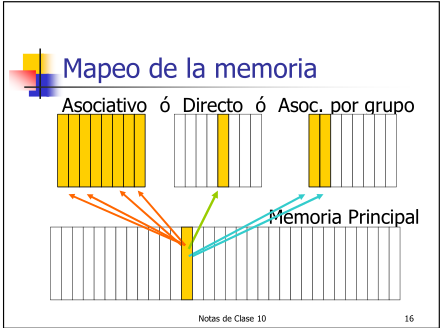 Mapeo de la memoria
Asociativo ó Directo ó Asoc. por grupo
Memoria Principal
Notas de Clase 10
16